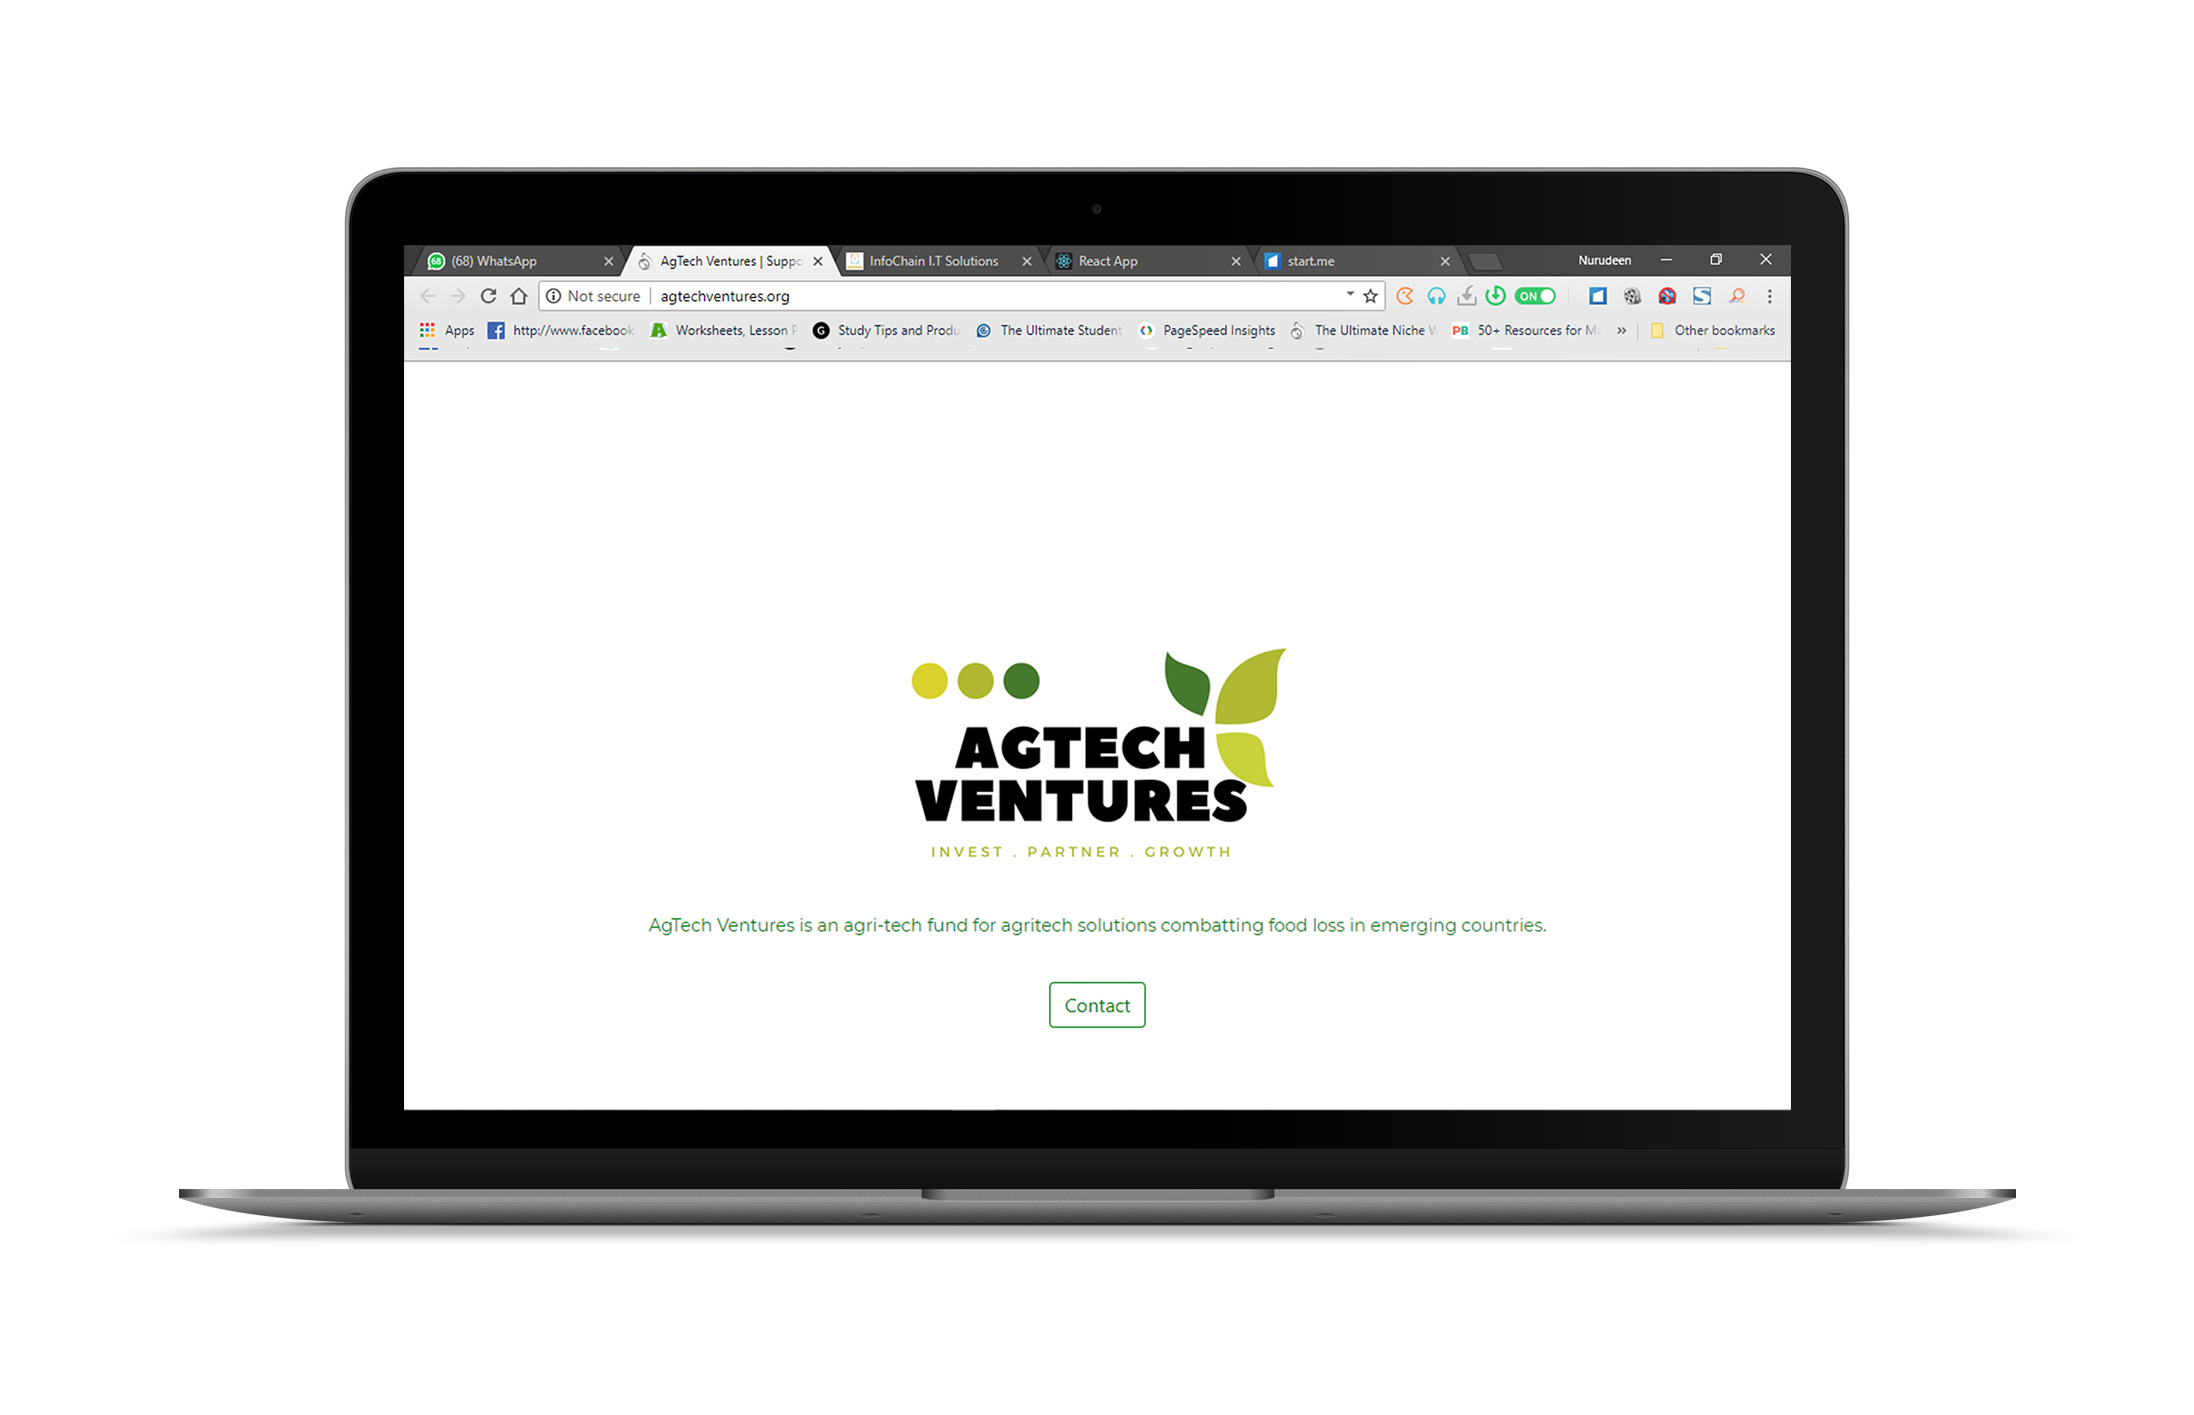 (68) WhatsApp
AgTech Ventures | Suppo
InfoChain I.T Solutions
React App
start.me
Nurudeen
Not secure
agtechventures.org
ON
Apps
http://www.facebook.
Worksheets, Lesson P
Study Tips and Produ
The Ultimate Student
PageSpeed Insights
The Ultimate Niche W
PB 50+ Resources for Ma
Other bookmarks
AGTECH
VENTURES
INVEST . PARTNER . GROWTH
AgTech Ventures is an agri-tech fund for agritech solutions combatting food loss in emerging countries.
Contact